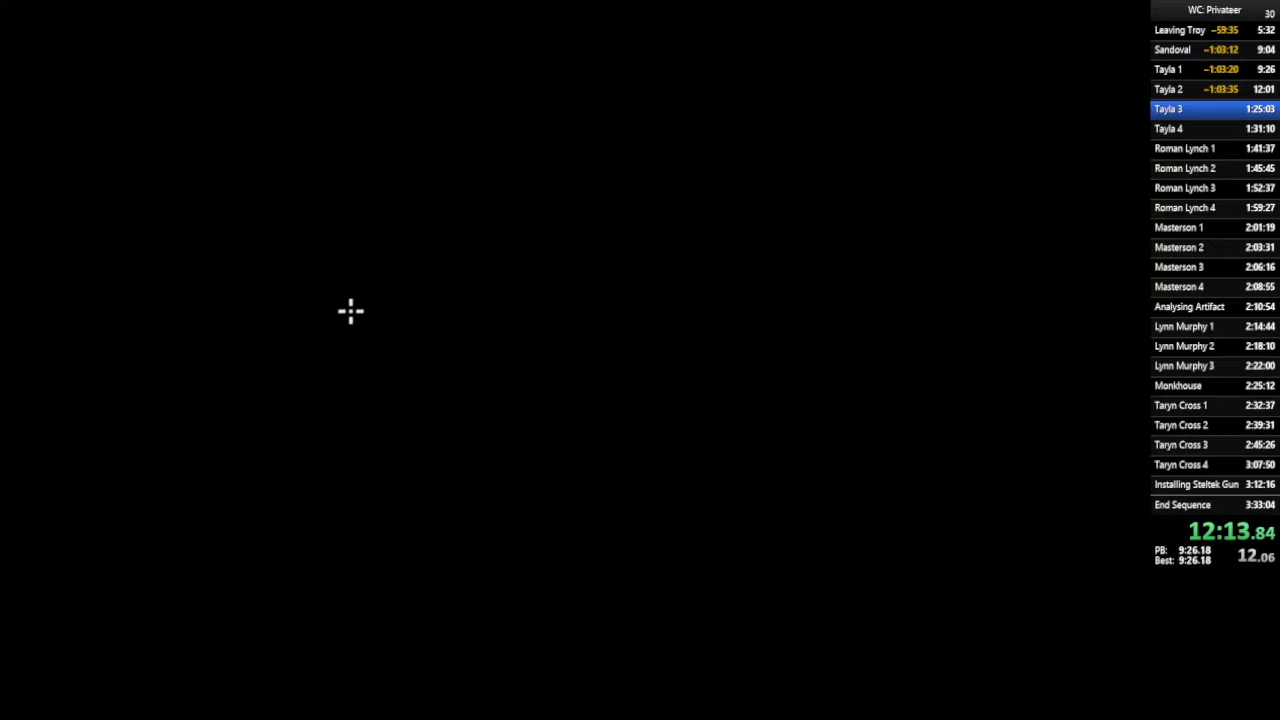 WC: Privateer 30
Leaving Troy −59:35 5:32
Sandoval −1:03:12 9:04
Tayla 1 −1:03:20 9:26
Tayla 2 −1:03:35 12:01
Tayla 3 1:25:03
Tayla 4 1:31:10
Roman Lynch 1 1:41:37
Roman Lynch 2 1:45:45
Roman Lynch 3 1:52:37
Roman Lynch 4 1:59:27
Masterson 1 2:01:19
Masterson 2 2:03:31
Masterson 3 2:06:16
Masterson 4 2:08:55
Analysing Artifact 2:10:54
Lynn Murphy 1 2:14:44
Lynn Murphy 2 2:18:10
Lynn Murphy 3 2:22:00
Monkhouse 2:25:12
Taryn Cross 1 2:32:37
Taryn Cross 2 2:39:31
Taryn Cross 3 2:45:26
Taryn Cross 4 3:07:50
Installing Steltek Gun 3:12:16
End Sequence 3:33:04
12:13.84
PB: 9:26.18 12.06
Best: 9:26.18